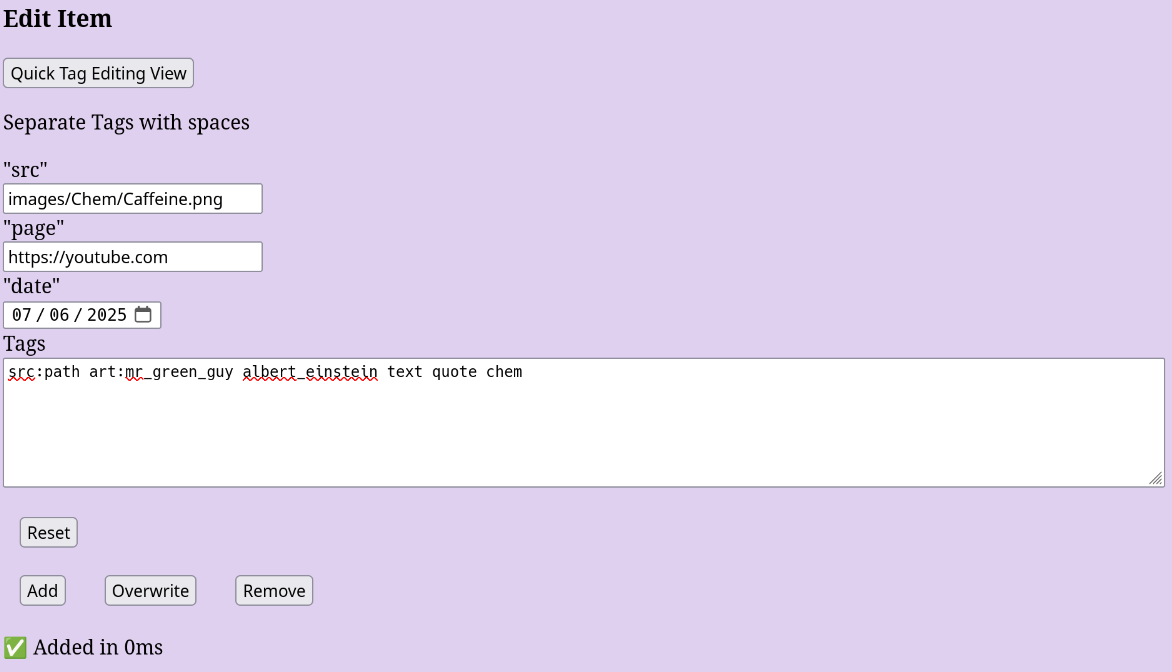 Edit Item
Quick Tag Editing View
Separate Tags with spaces
"src"
images/Chem/Caffeine.png
"page"
https://youtube.com
"date"
07 / 06 / 2025
Tags
src:path art:mr_green_guy albert_einstein text quote chem
Reset
Add Overwrite Remove
✅ Added in 0ms